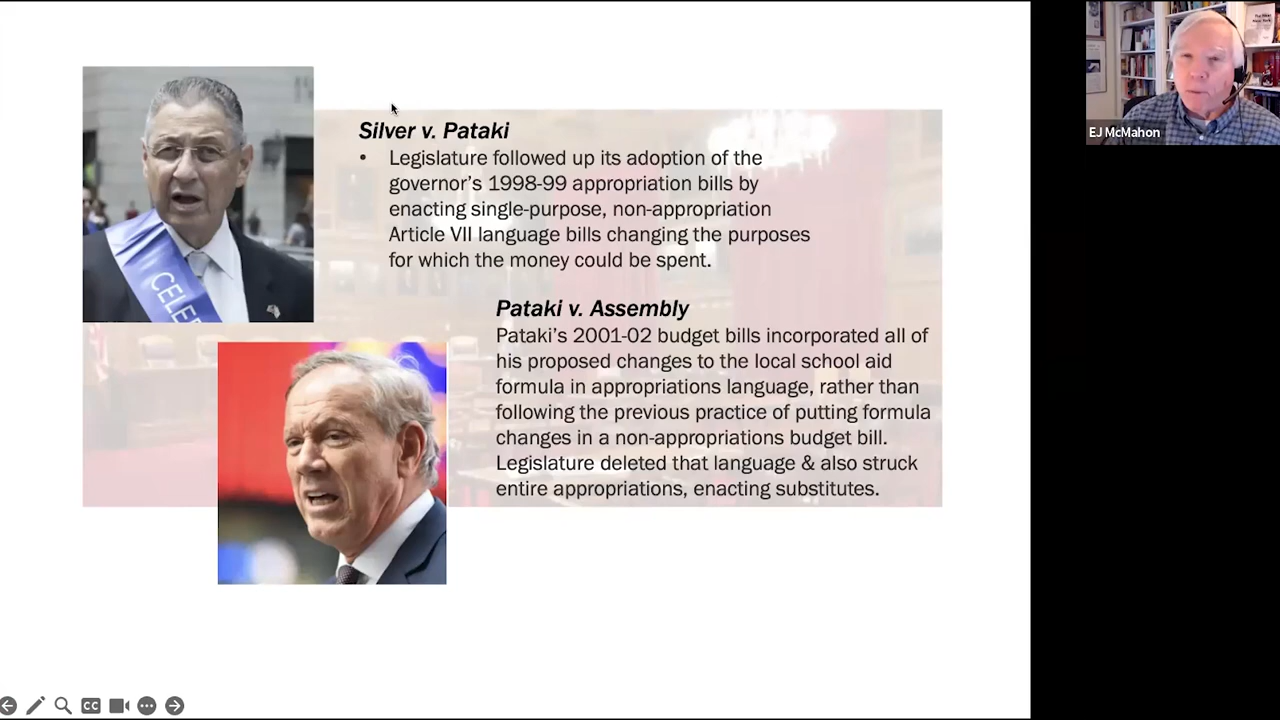 Silver v. Pataki
• Legislature followed up its adoption of the
governor's 1998-99 appropriation bills by
enacting single-purpose, non-appropriation
Article VII language bills changing the purposes
for which the money could be spent.
Pataki v. Assembly
Pataki's 2001-02 budget bills incorporated all of
his proposed changes to the local school aid
formula in appropriations language, rather than
following the previous practice of putting formula
changes in a non-appropriations budget bill.
Legislature deleted that language & also struck
entire appropriations, enacting substitutes.
CELE
EJ McMahon
CC